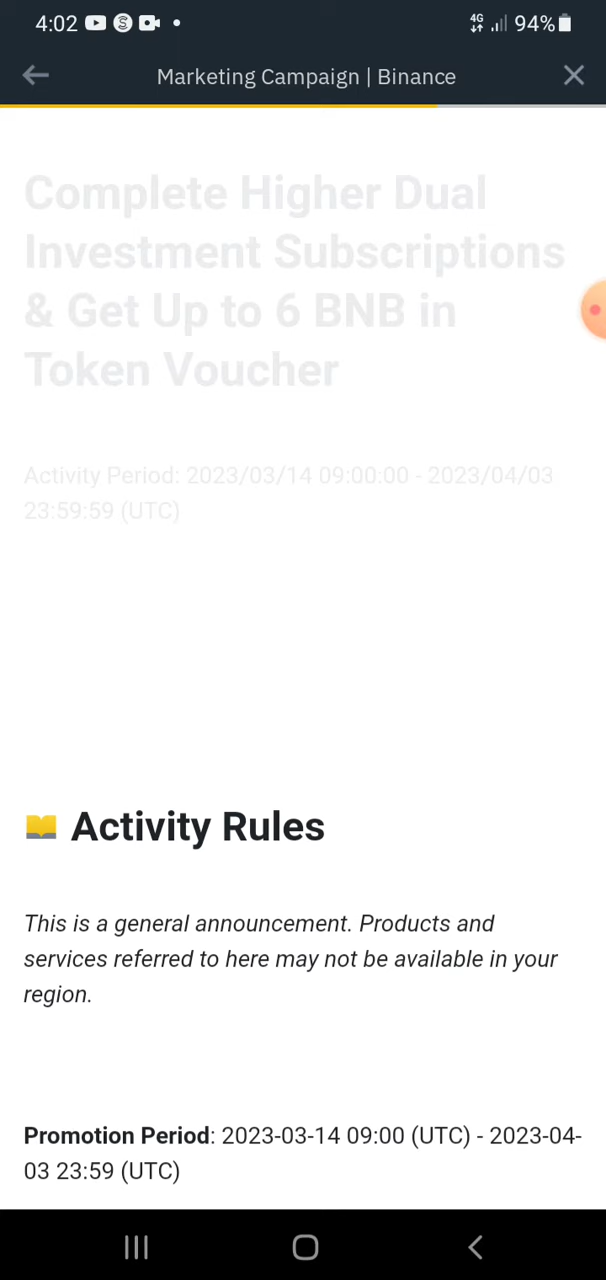 4:02
4G
94%
Marketing Campaign | Binance
Complete Higher Dual
Investment Subscriptions
& Get Up to 6 BNB in
Token Voucher
Activity Period: 2023/03/14 09:00:00 - 2023/04/03
23:59:59 (UTC)
Activity Rules
This is a general announcement. Products and
services referred to here may not be available in your
region.
Promotion Period: 2023-03-14 09:00 (UTC) - 2023-04-
03 23:59 (UTC)